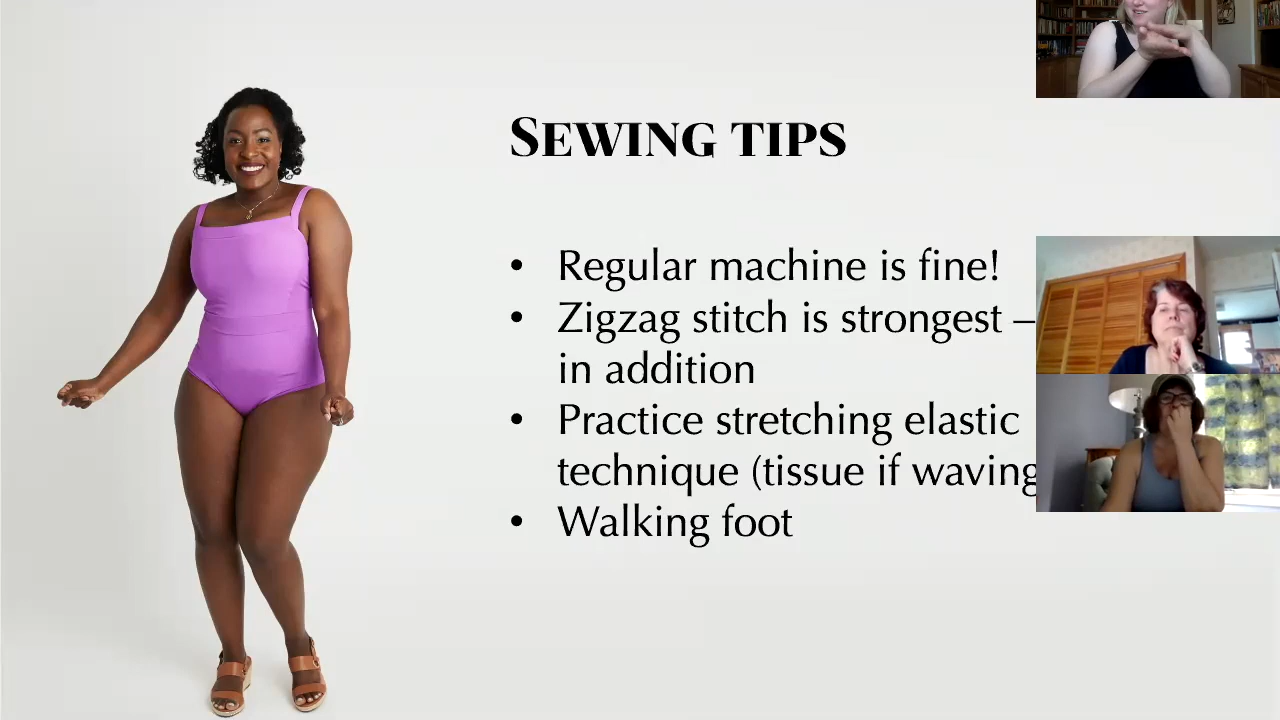 SEWING TIPS
• Regular machine is fine!
• Zigzag stitch is strongest –
in addition
• Practice stretching elastic
technique (tissue if waving
• Walking foot